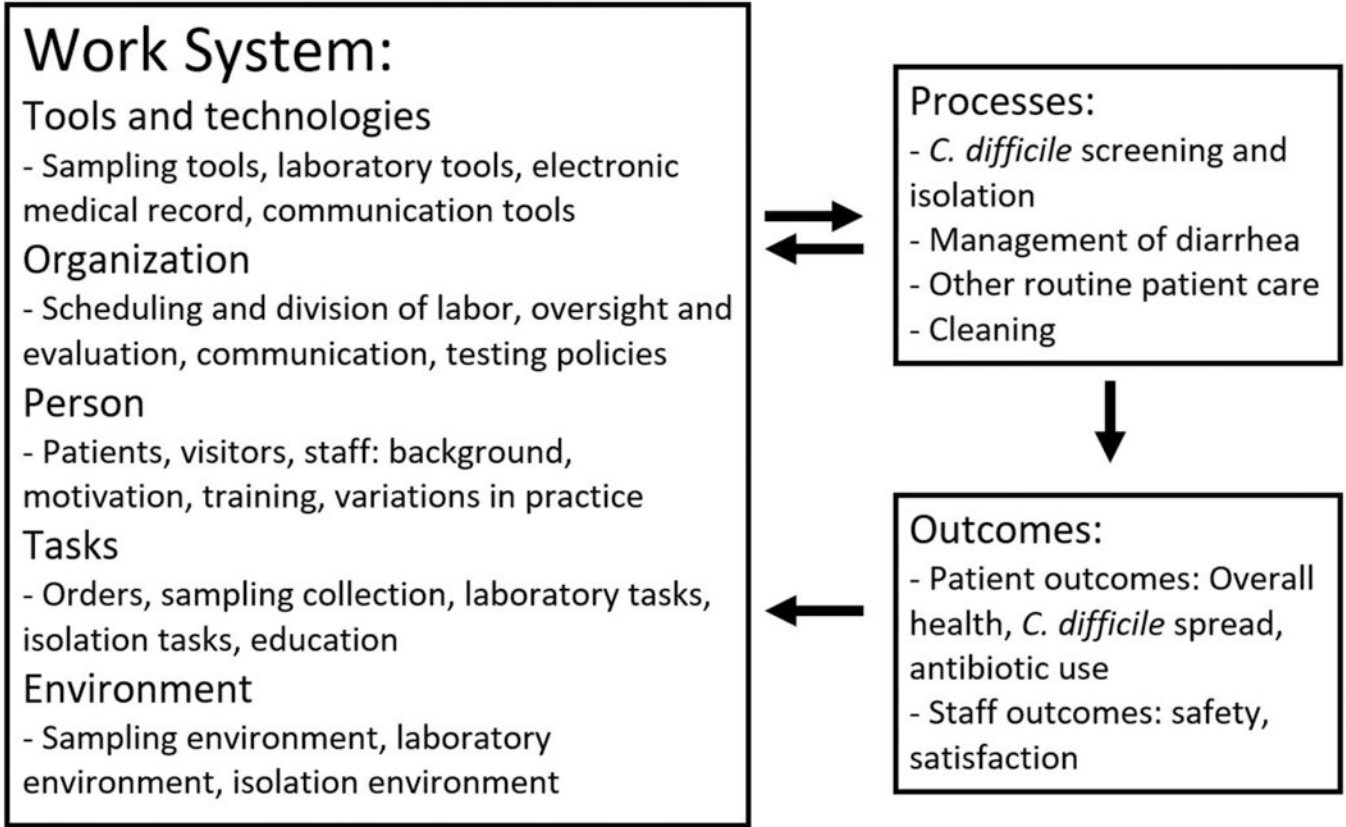 Work System:
Tools and technologies
- Sampling tools, laboratory tools, electronic
medical record, communication tools
Organization
- Scheduling and division of labor, oversight and
evaluation, communication, testing policies
Person
- Patients, visitors, staff: background,
motivation, training, variations in practice
Tasks
- Orders, sampling collection, laboratory tasks,
isolation tasks, education
Environment
- Sampling environment, laboratory
environment, isolation environment
Processes:
- C. difficile screening and
isolation
- Management of diarrhea
- Other routine patient care
- Cleaning
Outcomes:
- Patient outcomes: Overall
health, C. difficile spread,
antibiotic use
- Staff outcomes: safety,
satisfaction